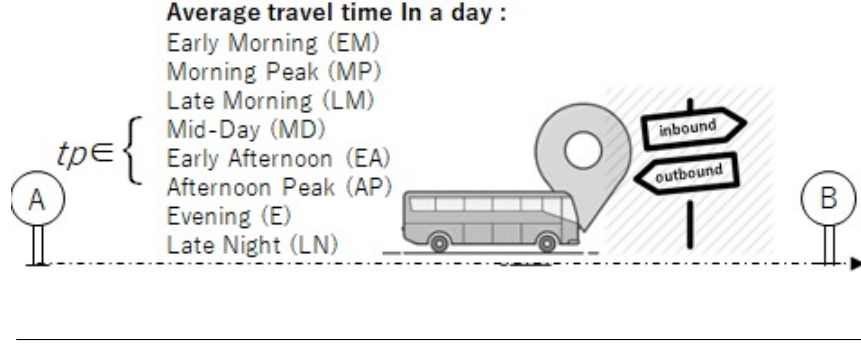 Average travel time In a day :
Early Morning (EM)
Morning Peak (MP)
Late Morning (LM)
Mid-Day (MD)
Early Afternoon (EA)
Afternoon Peak (AP)
Evening (E)
Late Night (LN)
tp∈ {
A
inbound
outbound
B